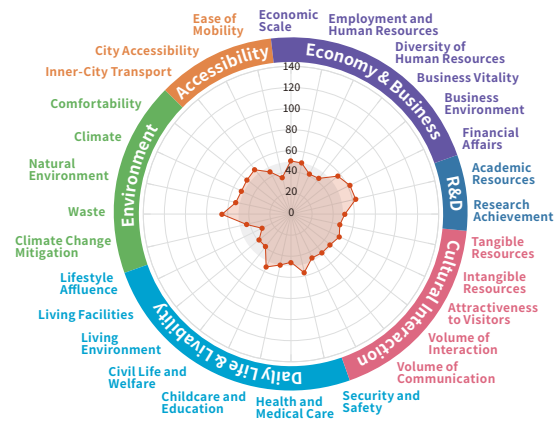 Economic
Scale
Employment and
Human Resources
Diversity of
Human Resources
Business Vitality
Business
Environment
Financial
Affairs
Academic
Resources
Research
Achievement
Tangible
Resources
Intangible
Resources
Attractiveness
to Visitors
Volume of
Interaction
Volume of
Communication
Security and
Safety
Health and
Medical Care
Childcare and
Education
Civil Life and
Welfare
Living
Environment
Living Facilities
Lifestyle
Affluence
Climate Change
Mitigation
Waste
Natural
Environment
Climate
Comfortability
Inner-City Transport
City Accessibility
Ease of
Mobility
Economy & Business
R&D
Cultural Interaction
Daily Life & Livability
Environment
Accessibility
140
120
100
80
60
40
20
0